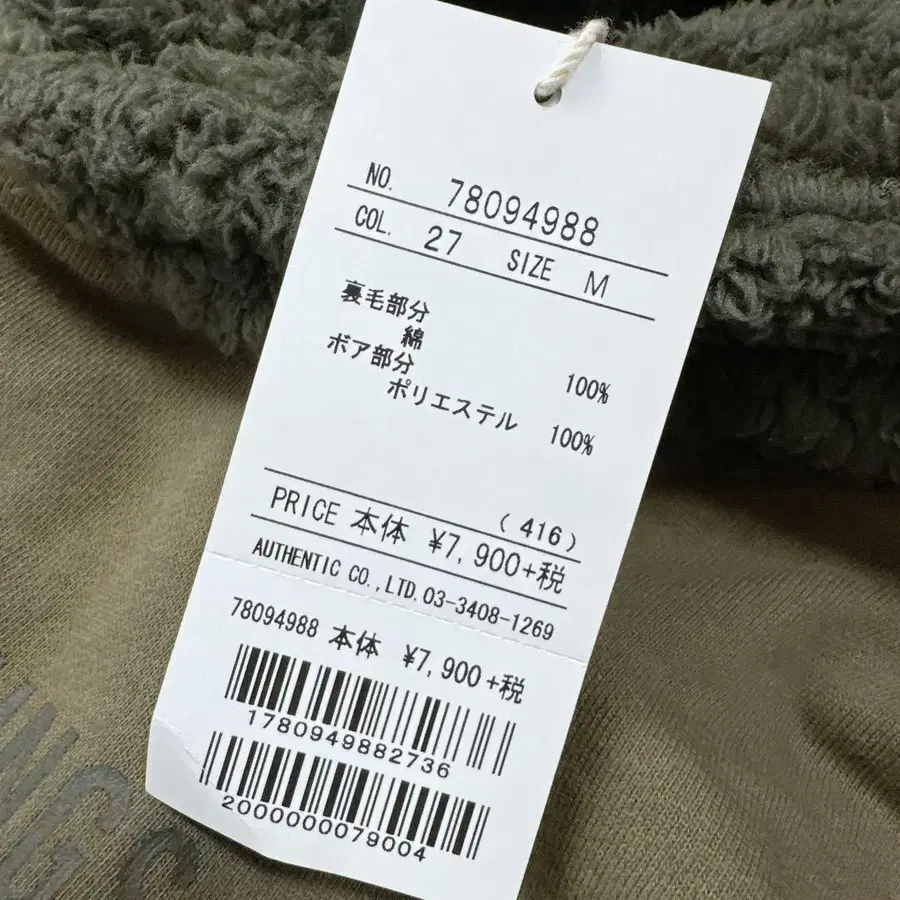 NO. 78094988
COL. 27 SIZE M
裏毛部分
綿 100%
ボア部分
ポリエステル 100%
(416)
PRICE 本体 ¥7,900+税
AUTHENTIC CO.,LTD.03-3408-1269
78094988 本体 ¥7,900+税
1780949882736
2000000079004
NG